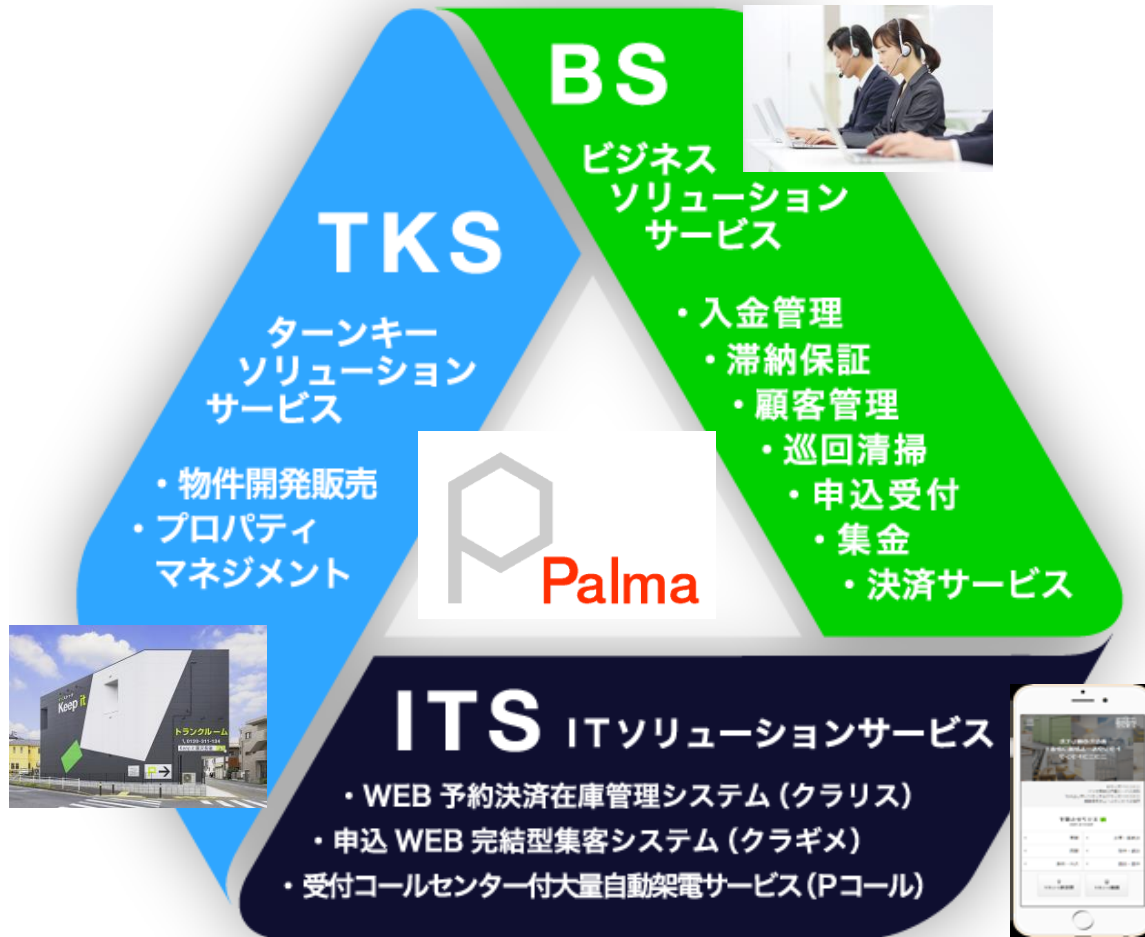 BS
ビジネス
ソリューション
サービス
・入金管理
・滞納保証
・顧客管理
・巡回清掃
・申込受付
・集金
・決済サービス
TKS
ターンキー
ソリューション
サービス
・物件開発販売
・プロパティ
マネジメント
Palma
Keep it
トランクルーム
ITS ITソリューションサービス
・WEB 予約決済在庫管理システム（クラリス）
・申込 WEB 完結型集客システム（クラギメ）
・受付コールセンター付大量自動架電サービス（Pコール）